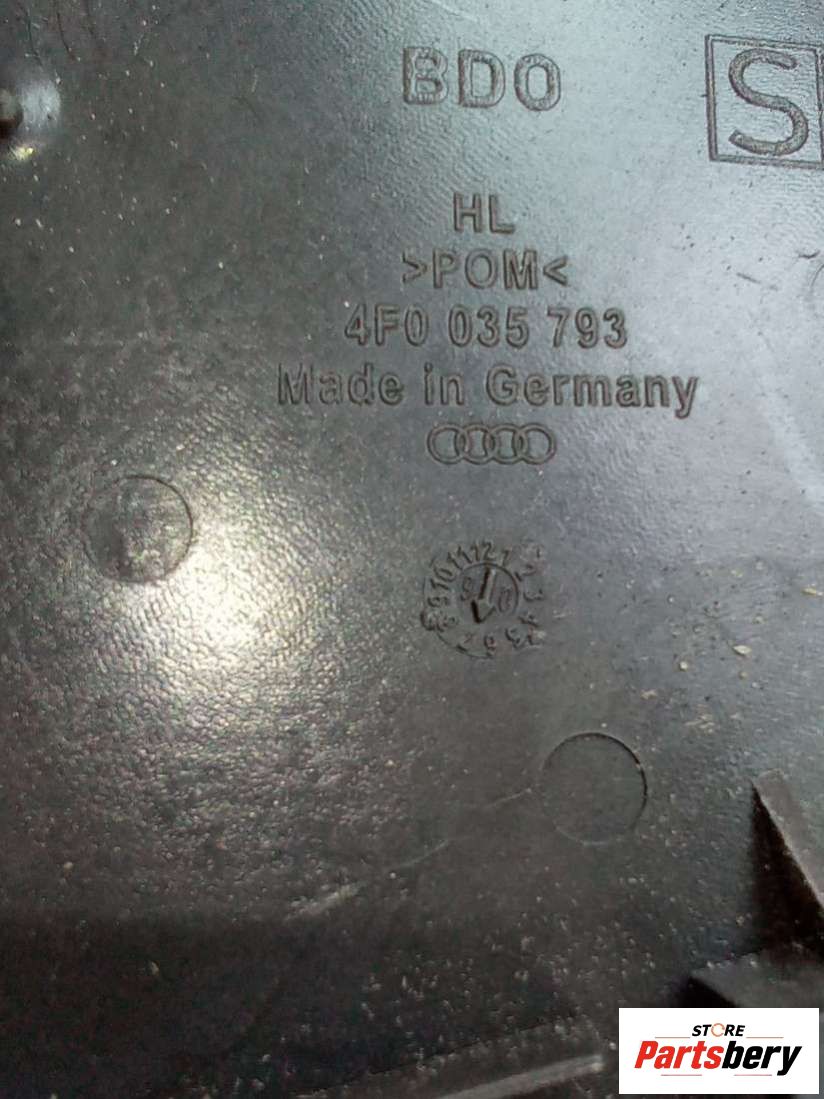 BDO
S
HL
>POM<
4F0 035 793
Made in Germany
STORE
Partsbery